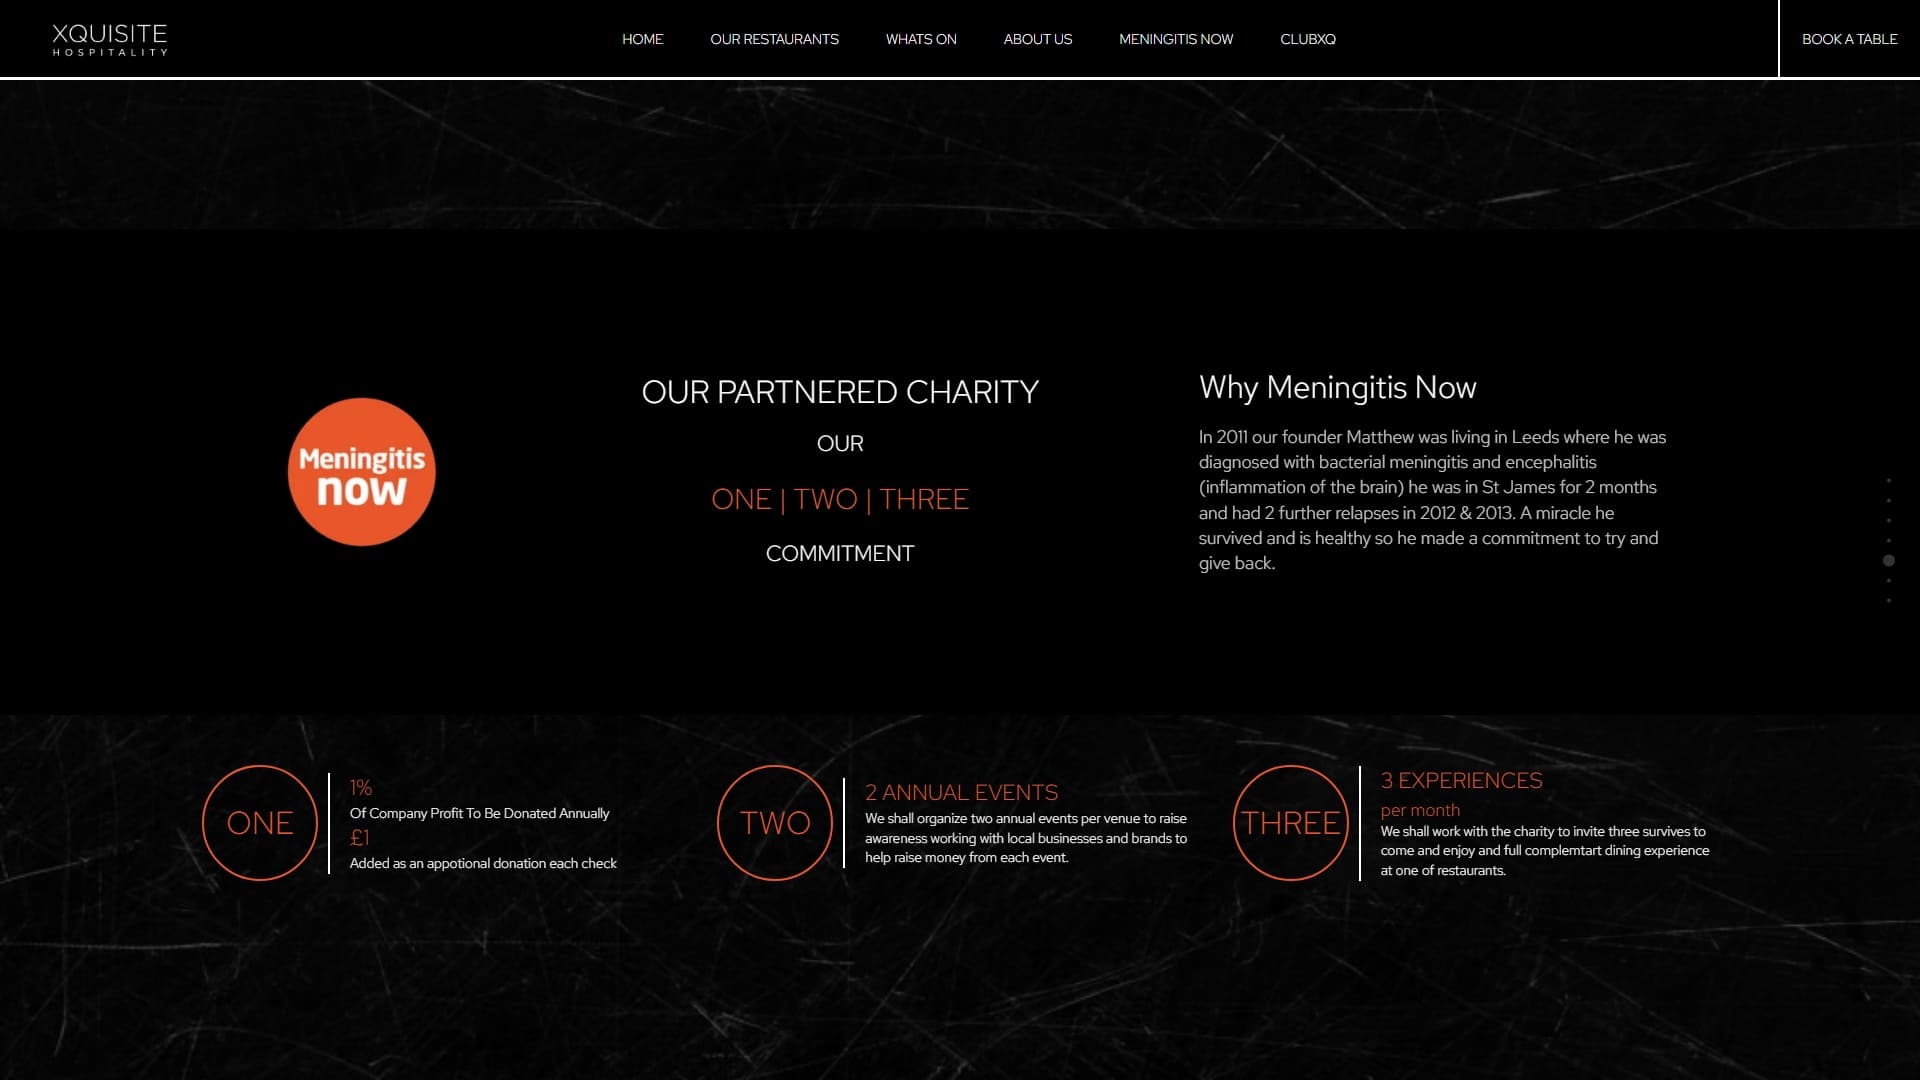 XQUISITE
HOSPITALITY
HOME
OUR RESTAURANTS
WHATS ON
ABOUT US
MENINGITIS NOW
CLUBXQ
BOOK A TABLE
Meningitis
now
OUR PARTNERED CHARITY
OUR
ONE | TWO | THREE
COMMITMENT
Why Meningitis Now
In 2011 our founder Matthew was living in Leeds where he was
diagnosed with bacterial meningitis and encephalitis
(inflammation of the brain) he was in St James for 2 months
and had 2 further relapses in 2012 & 2013. A miracle he
survived and is healthy so he made a commitment to try and
give back.
ONE
1%
Of Company Profit To Be Donated Annually
£1
Added as an appotional donation each check
TWO
2 ANNUAL EVENTS
We shall organize two annual events per venue to raise
awareness working with local businesses and brands to
help raise money from each event.
THREE
3 EXPERIENCES
per month
We shall work with the charity to invite three survives to
come and enjoy and full complemtart dining experience
at one of restaurants.